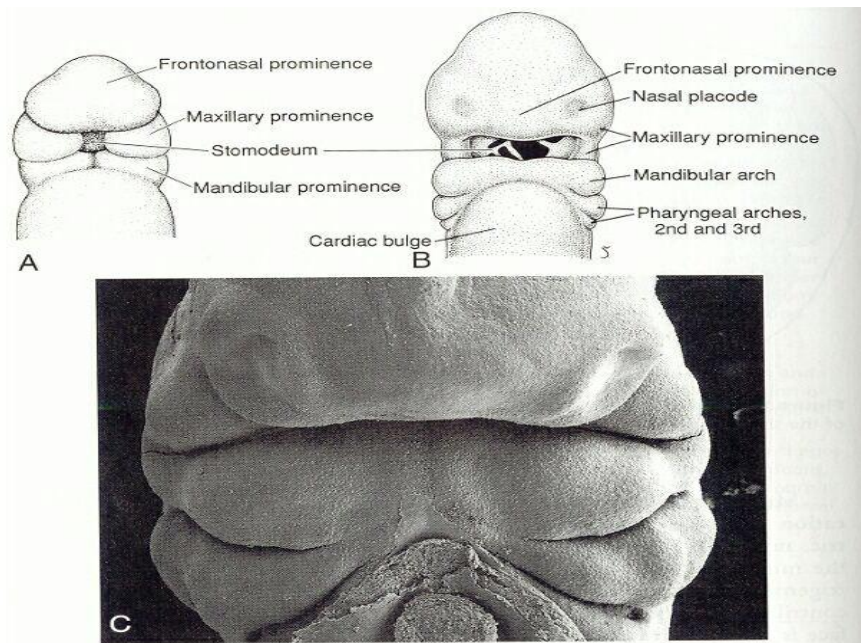 Frontonasal prominence
Maxillary prominence
Stomodeum
Mandibular prominence
A
Frontonasal prominence
Nasal placode
Maxillary prominence
Mandibular arch
Pharyngeal arches,
2nd and 3rd
Cardiac bulge
B
5
C